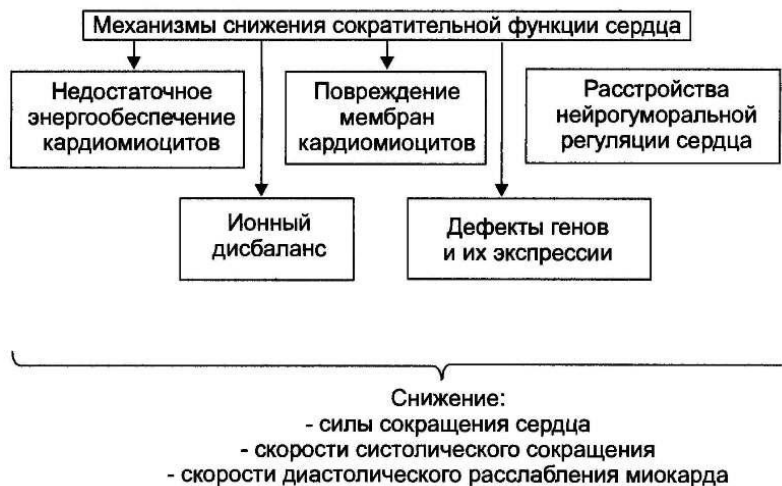 Механизмы снижения сократительной функции сердца
Недостаточное
энергообеспечение
кардиомиоцитов
Повреждение
мембран
кардиомиоцитов
Расстройства
нейрогуморальной
регуляции сердца
Ионный
дисбаланс
Дефекты генов
и их экспрессии
Снижение:
- силы сокращения сердца
- скорости систолического сокращения
- скорости диастолического расслабления миокарда